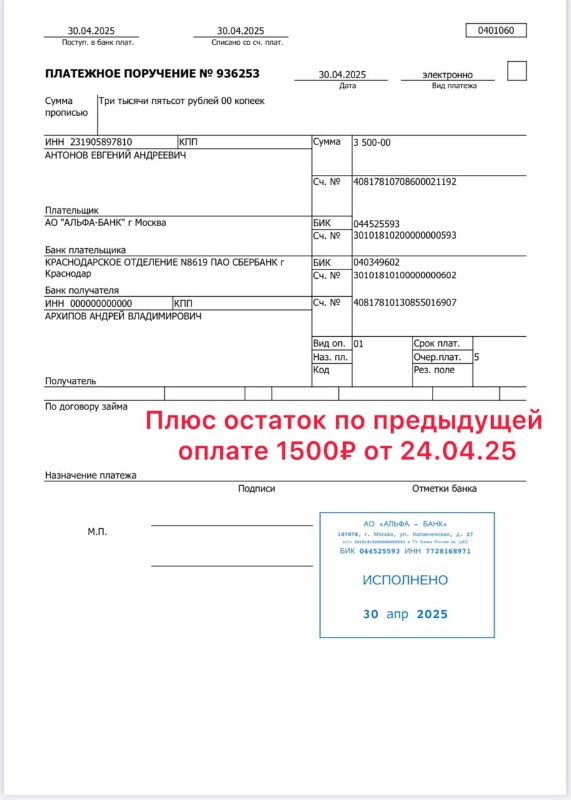 30.04.2025 30.04.2025 0401060
Поступ. в банк плат. Списано со сч. плат.
ПЛАТЕЖНОЕ ПОРУЧЕНИЕ № 936253 30.04.2025 электронно
Дата Вид платежа
Сумма Три тысячи пятьсот рублей 00 копеек
прописью
ИНН 231905897810 КПП Сумма 3 500-00
АНТОНОВ ЕВГЕНИЙ АНДРЕЕВИЧ
Сч. № 40817810708600021192
Плательщик
АО "АЛЬФА-БАНК" г Москва БИК 044525593
Сч. № 30101810200000000593
Банк плательщика
КРАСНОДАРСКОЕ ОТДЕЛЕНИЕ N8619 ПАО СБЕРБАНК г БИК 040349602
Краснодар Сч. № 30101810100000000602
Банк получателя
ИНН 000000000000 КПП Сч. № 40817810130855016907
АРХИПОВ АНДРЕЙ ВЛАДИМИРОВИЧ
Вид оп. 01 Срок плат.
Наз. пл. Очер.плат. 5
Код Рез. поле
Получатель
По договору займа
Плюс остаток по предыдущей
оплате 1500₽ от 24.04.25
Назначение платежа
Подписи Отметки банка
М.П.
АО «АЛЬФА – БАНК»
107078, г. Москва, ул. Каланчевская, д. 27
БИК 044525593 ИНН 7728168971
ИСПОЛНЕНО
30 апр 2025